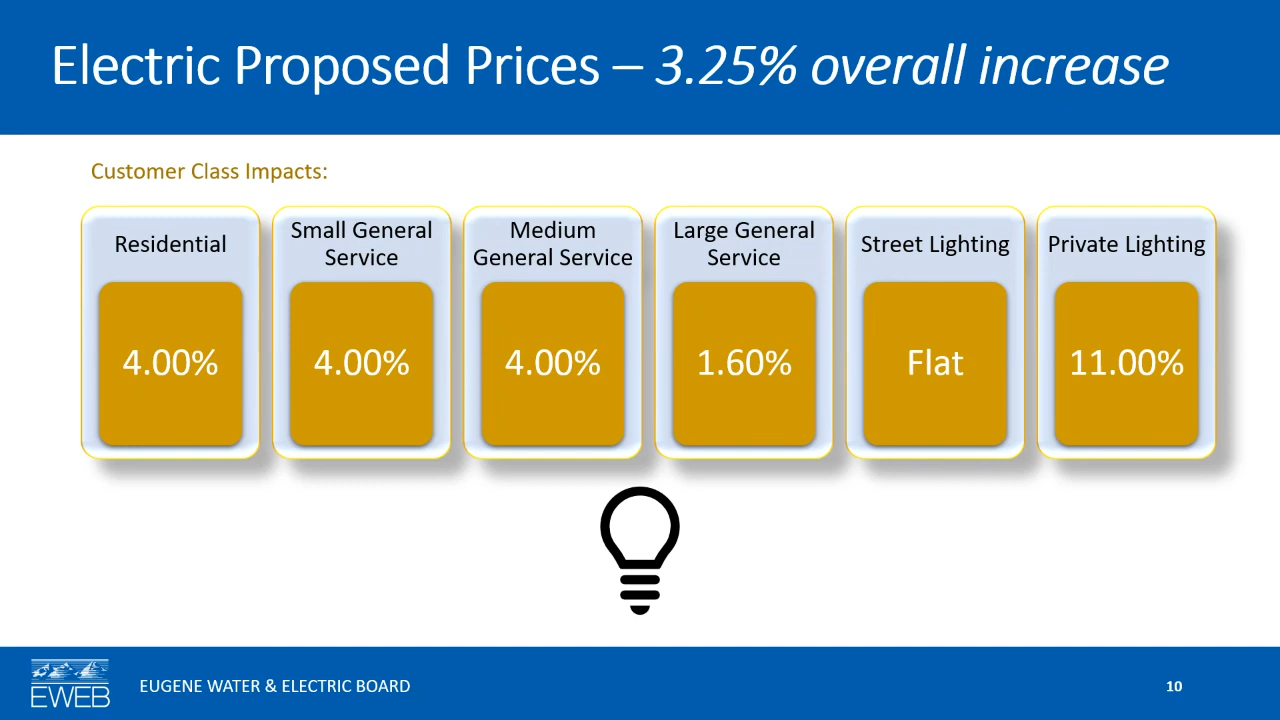 Electric Proposed Prices – 3.25% overall increase
Customer Class Impacts:
Residential
4.00%
Small General
Service
4.00%
Medium
General Service
4.00%
Large General
Service
1.60%
Street Lighting
Flat
Private Lighting
11.00%
EWEB
EUGENE WATER & ELECTRIC BOARD
10